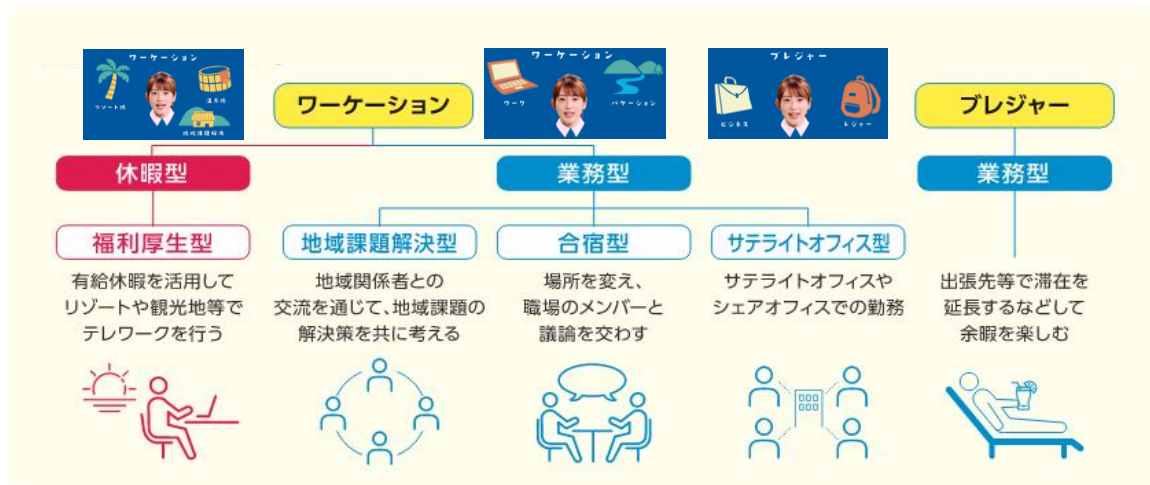 ワーケーション
リゾート地
温泉地
地域課題解決
ワーケーション
ワーケーション
ワーク
バケーション
ブレジャー
ビジネス
レジャー
ブレジャー
休暇型
業務型
業務型
福利厚生型
有給休暇を活用して
リゾートや観光地等で
テレワークを行う
地域課題解決型
地域関係者との
交流を通じて、地域課題の
解決策を共に考える
合宿型
場所を変え、
職場のメンバーと
議論を交わす
サテライトオフィス型
サテライトオフィスや
シェアオフィスでの勤務
出張先等で滞在を
延長するなどして
余暇を楽しむ